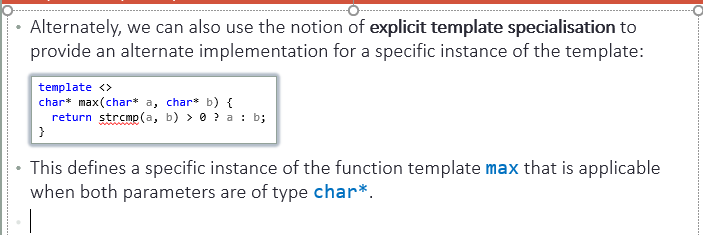 • Alternately, we can also use the notion of explicit template specialisation to
provide an alternate implementation for a specific instance of the template:
template <>
char* max(char* a, char* b) {
  return strcmp(a, b) > 0 ? a : b;
}
• This defines a specific instance of the function template max that is applicable
when both parameters are of type char*.